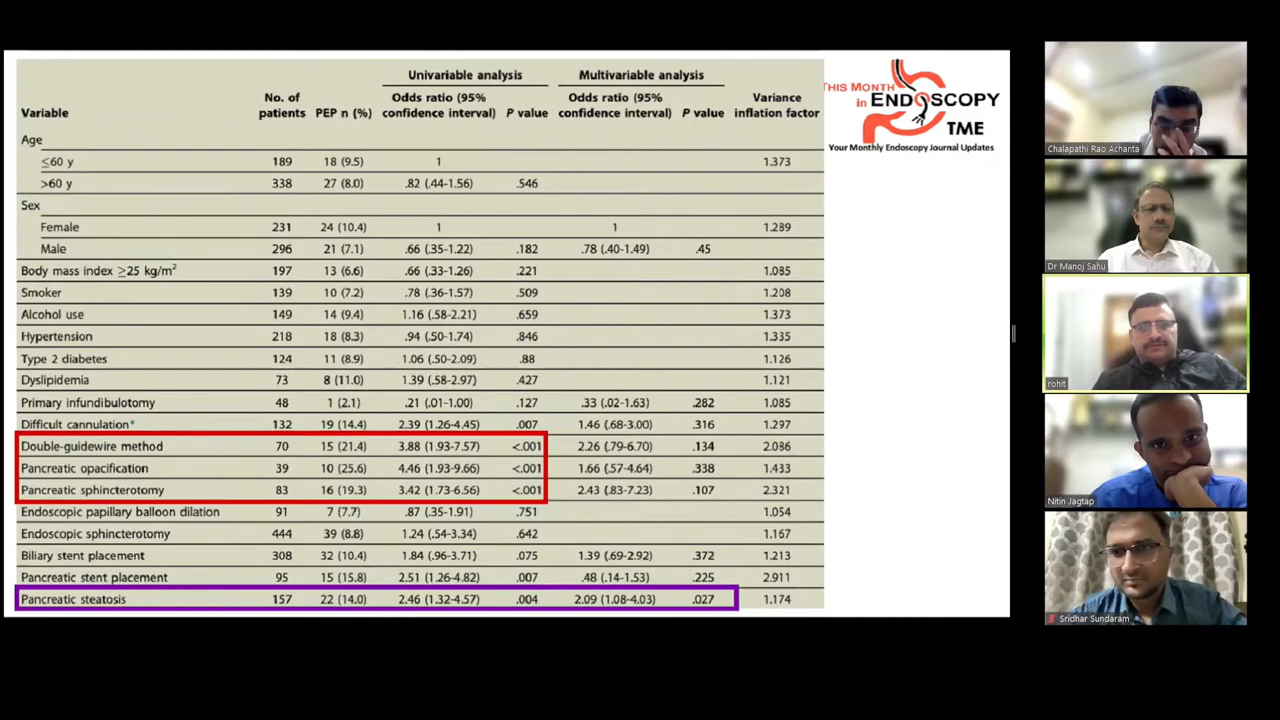 Univariable analysis Multivariable analysis
Variable No. of patients PEP n (%) Odds ratio (95% confidence interval) P value Odds ratio (95% confidence interval) P value Variance inflation factor
Age
≤60 y 189 18 (9.5) 1 1.373
>60 y 338 27 (8.0) .82 (.44-1.56) .546
Sex
Female 231 24 (10.4) 1 1 1.289
Male 296 21 (7.1) .66 (.35-1.22) .182 .78 (.40-1.49) .45
Body mass index ≥25 kg/m² 197 13 (6.6) .66 (.33-1.26) .221 1.085
Smoker 139 10 (7.2) .78 (.36-1.57) .509 1.208
Alcohol use 149 14 (9.4) 1.16 (.58-2.21) .659 1.373
Hypertension 218 18 (8.3) .94 (.50-1.74) .846 1.335
Type 2 diabetes 124 11 (8.9) 1.06 (.50-2.09) .88 1.126
Dyslipidemia 73 8 (11.0) 1.39 (.58-2.97) .427 1.121
Primary infundibulotomy 48 1 (2.1) .21 (.01-1.00) .127 .33 (.02-1.63) .282 1.085
Difficult cannulation* 132 19 (14.4) 2.39 (1.26-4.45) .007 1.46 (.68-3.00) .316 1.297
Double-guidewire method 70 15 (21.4) 3.88 (1.93-7.57) <.001 2.26 (.79-6.70) .134 2.086
Pancreatic opacification 39 10 (25.6) 4.46 (1.93-9.66) <.001 1.66 (.57-4.64) .338 1.433
Pancreatic sphincterotomy 83 16 (19.3) 3.42 (1.73-6.56) <.001 2.43 (.83-7.23) .107 2.321
Endoscopic papillary balloon dilation 91 7 (7.7) .87 (.35-1.91) .751 1.054
Endoscopic sphincterotomy 444 39 (8.8) 1.24 (.54-3.34) .642 1.167
Biliary stent placement 308 32 (10.4) 1.84 (.96-3.71) .075 1.39 (.69-2.92) .372 1.213
Pancreatic stent placement 95 15 (15.8) 2.51 (1.26-4.82) .007 .48 (.14-1.53) .225 2.911
Pancreatic steatosis 157 22 (14.0) 2.46 (1.32-4.57) .004 2.09 (1.08-4.03) .027 1.174
THIS MONTH
in ENDOSCOPY
TME
Your Monthly Endoscopy Journal Updates
Chalapathi Rao Achanta
Dr Manoj Sahu
rohit
Nitin Jagtap
Sridhar Sundaram